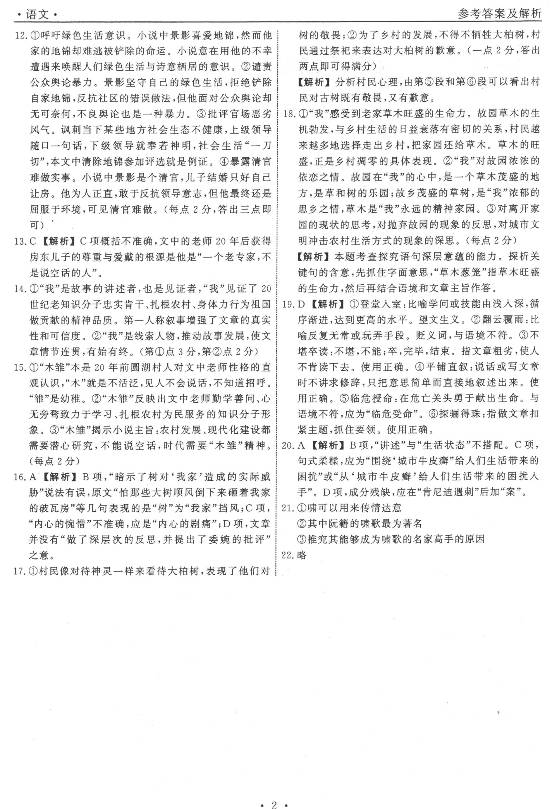 ·语文·
参考答案及解析
12.①呼吁绿色生活意识。小说中景影喜爱地锦,然而他
家的地锦却难逃被铲除的命运。小说意在用他的不幸
遭遇来唤醒人们绿色生活与诗意栖居的意识。②谴责
公众舆论暴力。景影坚守自己的绿色生活,拒绝铲除
自家地锦,反抗社区的错误做法,但他面对公众舆论却
无可奈何,不良舆论也是一种暴力。③批评官场恶劣
风气。讽刺当下某些地方社会生态不健康,上级领导
随口一句话,下级领导就奉若神明,社会生活“一刀
切”,本文中清除地锦参加评选就是例证。④暴露清官
难做实事。小说中景影是个清官,儿子结婚只好自己
让房。他为人正直,敢于反抗领导意志,但他最终还是
屈服于环境,可见清官难做。(每点2分,答出三点即
可)
13.C【解析】C项概括不准确,文中的老师20年后获得
房东儿子的尊重与爱戴的根源是他是“一个老专家,不
是说空话的人”。
14.①“我”是故事的讲述者,也是见证者,“我”见证了20
世纪老知识分子忠实肯干、扎根农村、身体力行为祖国
做贡献的精神品质。第一人称叙事增强了文章的真实
性和可信度。②“我”是线索人物,推动故事发展,使文
章情节连贯,有始有终。(第①点3分,第②点2分)
15.①“木雏”本是20年前圆湖村人对文中老师性格的直
观认识,“木”就是不活泛,见人不会说话,不知道招呼。
“雏”是幼稚。②“木雏”反映出文中老师勤学善问、心
无旁骛致力于学习、扎根农村为民服务的知识分子形
象。③“木雏”揭示小说主旨:农村发展、现代化建设都
需要潜心研究,不能说空话,时代需要“木雏”精神。
(每点2分)
16.A【解析】B项,“暗示了树对‘我家’造成的实际威
胁”说法有误,原文“怕那些大树顺风倒下来砸着我家
的破瓦房”等几句表现的是“树”为“我家”挡风;C项,
“内心的惋惜”不准确,应是“内心的剧痛”;D项,文章
并没有“做了深层次的反思,并提出了委婉的批评”
之意。
17.①村民像对待神灵一样来看待大柏树,表现了他们对
树的敬畏;②为了乡村的发展,不得不牺牲大柏树,村
民通过祭祀来表达对大柏树的歉意。(一点2分,答出
两点即可得满分)
【解析】分析村民心理,由第⑤段和第⑥段可以看出村
民对古树既有敬畏,又有歉意。
18.①“我”感受到老家草木旺盛的生命力。故园草木的生
机勃发,与乡村生活的日益衰落有密切的关系,村民越
来越多地选择走出乡村,把家园还给草木。草木的旺
盛,正是乡村凋零的具体表现。②“我”对故园浓浓的
依恋之情。故园在“我”的心中,是一个草木茂盛的地
方,是草和树的乐园;故乡茂盛的草树,是“我”浓郁的
思乡之情,草木是“我”永远的精神家园。③对离开家
园的现状的思考,对抛弃故园的现象的反思,对城市文
明冲击农村生活方式的现象的深思。(每点2分)
【解析】本题考查探究语句深层意蕴的能力。探析关
键句的含意,先抓住字面意思,“草木葱茏”指草木旺盛
的生命力,然后再结合语境和文章主旨作答。
19.D【解析】①登堂入室:比喻学问或技能由浅入深,循
序渐进,达到更高的水平。望文生义。②翻云覆雨:比
喻反复无常或玩弄手段。贬义词,与语境不符。③不
堪卒读:不堪,不能;卒,完毕,结束。指文章粗劣,使人
不肯读下去。使用正确。④平铺直叙:说话或写文章
时不讲求修辞,只把意思简单而直接地叙述出来。使
用正确。⑤临危授命:在危亡关头勇于献出生命。与
语境不符,应为“临危受命”。⑥探骊得珠:指做文章扣
紧主题,抓住要领。使用正确。
20.A【解析】B项,“讲述”与“生活状态”不搭配。C项,
句式杂糅,应为“围绕‘城市牛皮癣’给人们生活带来的
困扰”或“从‘城市牛皮癣’给人们生活带来的困扰入
手”。D项,成分残缺,应在“肯尼迪遇刺”后加“案”。
21.①啸可以用来传情达意
②其中阮籍的啸歌最为著名
③推究其能够成为啸歌的名家高手的原因
22.略
·2·